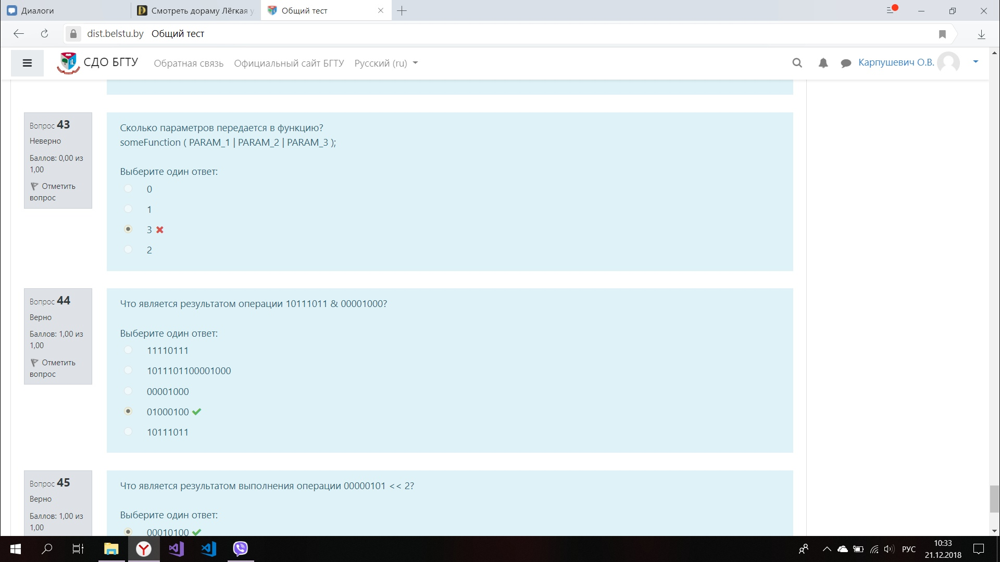 Диалоги
Смотреть дораму Лёгкая у
Общий тест
dist.belstu.by Общий тест
СДО БГТУ
Обратная связь
Официальный сайт БГТУ
Русский (ru)
Карпушевич О.В.
Вопрос 43
Неверно
Баллов: 0,00 из
1,00
Отметить
вопрос
Сколько параметров передается в функцию?
someFunction ( PARAM_1 | PARAM_2 | PARAM_3 );
Выберите один ответ:
0
1
3
2
Вопрос 44
Верно
Баллов: 1,00 из
1,00
Отметить
вопрос
Что является результатом операции 10111011 & 00001000?
Выберите один ответ:
11110111
1011101100001000
00001000
01000100
10111011
Вопрос 45
Верно
Баллов: 1,00 из
1,00
Что является результатом выполнения операции 00000101 << 2?
Выберите один ответ:
00010100
РУС
10:33
21.12.2018